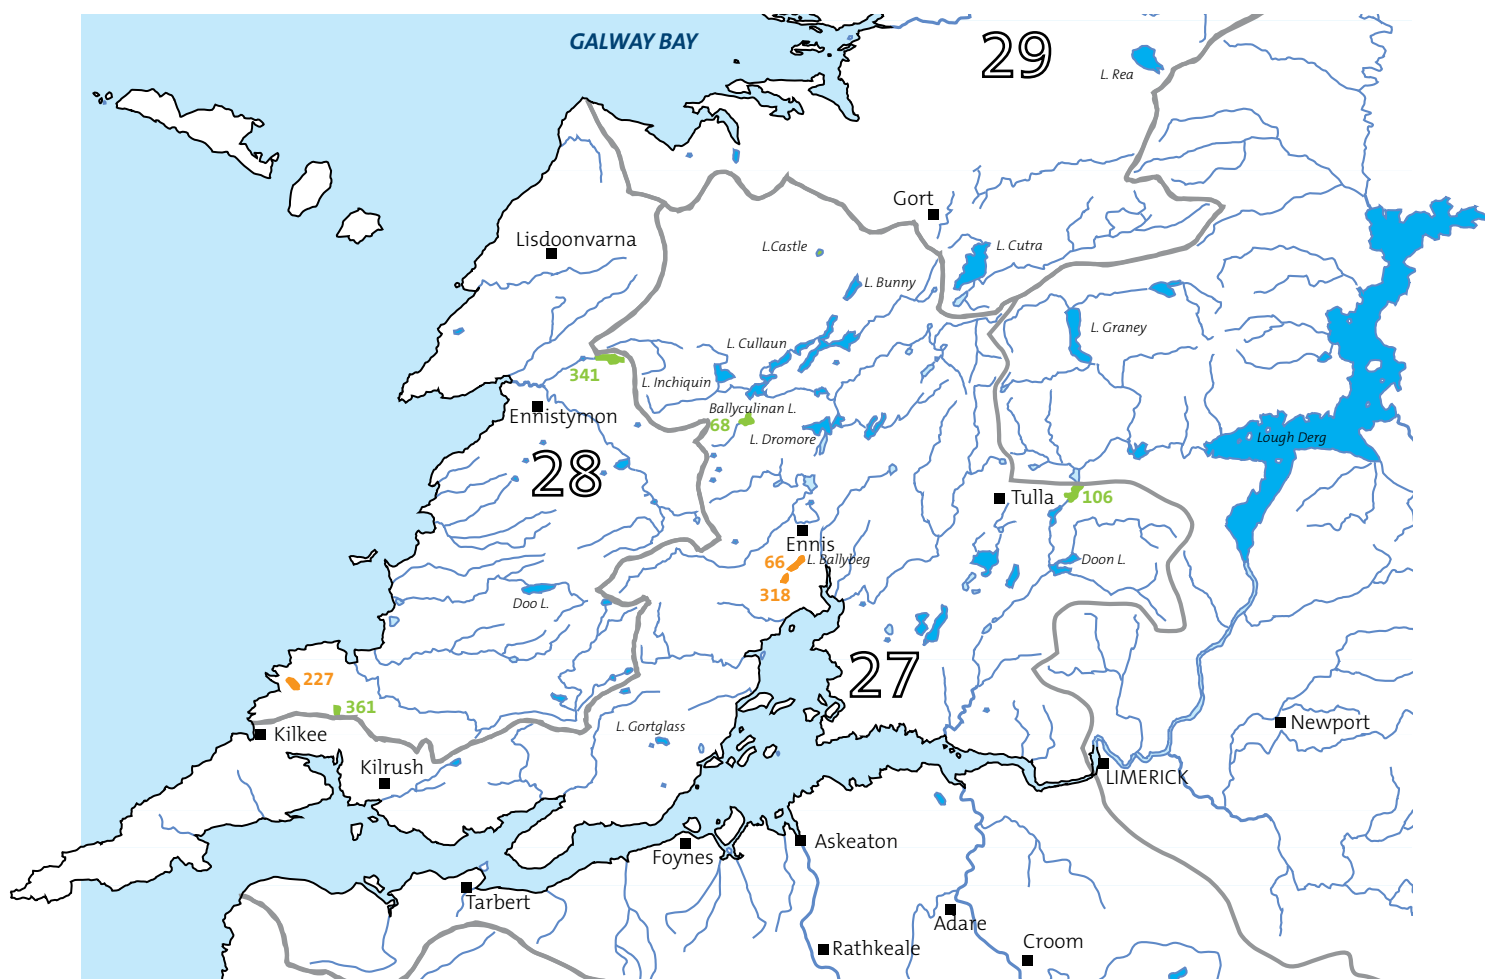 GALWAY BAY
29
L. Rea
Gort
Lisdoonvarna
L.Castle
L. Cutra
L. Bunny
L. Graney
L. Cullaun
341
L. Inchiquin
Ballyculinan L.
Ennistymon
68
L. Dromore
Lough Derg
28
Tulla
106
Ennis
66
L. Ballybeg
Doon L.
318
Doo L.
27
227
361
L. Gortglass
Newport
Kilkee
Kilrush
LIMERICK
Askeaton
Foynes
Tarbert
Adare
Rathkeale
Croom